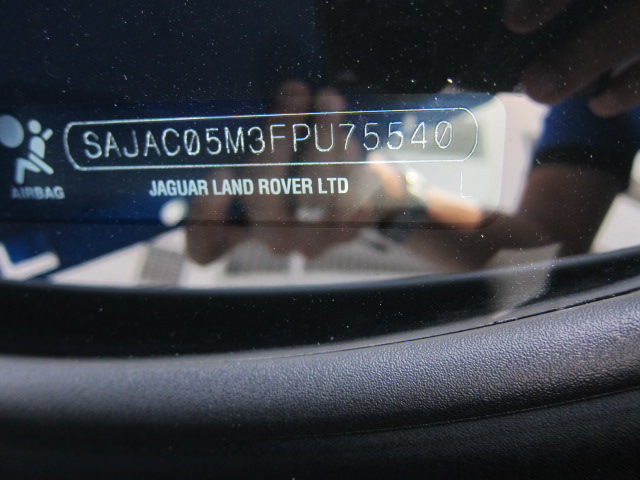 SAJAC05M3FPU75540
AIRBAG
JAGUAR LAND ROVER LTD
L